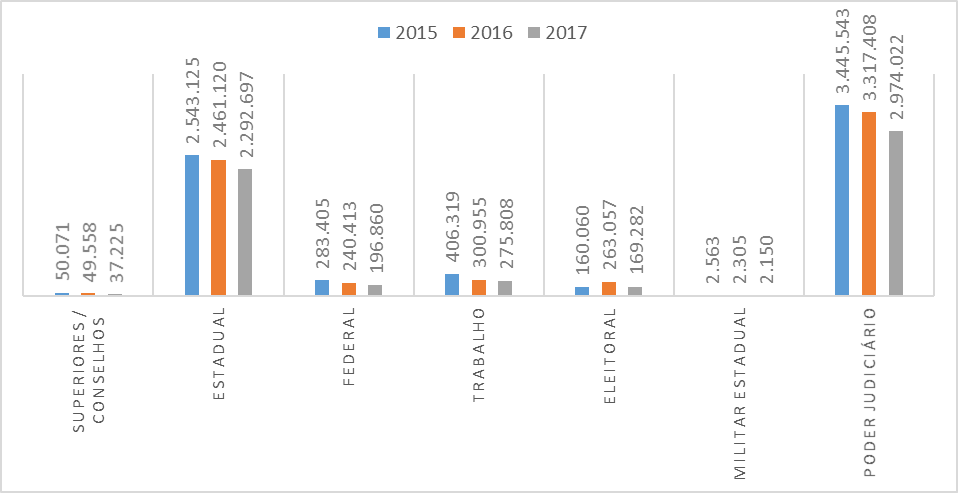 2015 2016 2017
50.071
49.558
37.225
2.543.125
2.461.120
2.292.697
283.405
240.413
196.860
406.319
300.955
275.808
160.060
263.057
169.282
2.563
2.305
2.150
3.445.543
3.317.408
2.974.022
SUPERIORES /
CONSELHOS
ESTADUAL
FEDERAL
TRABALHO
ELEITORAL
MILITAR ESTADUAL
PODER JUDICIÁRIO